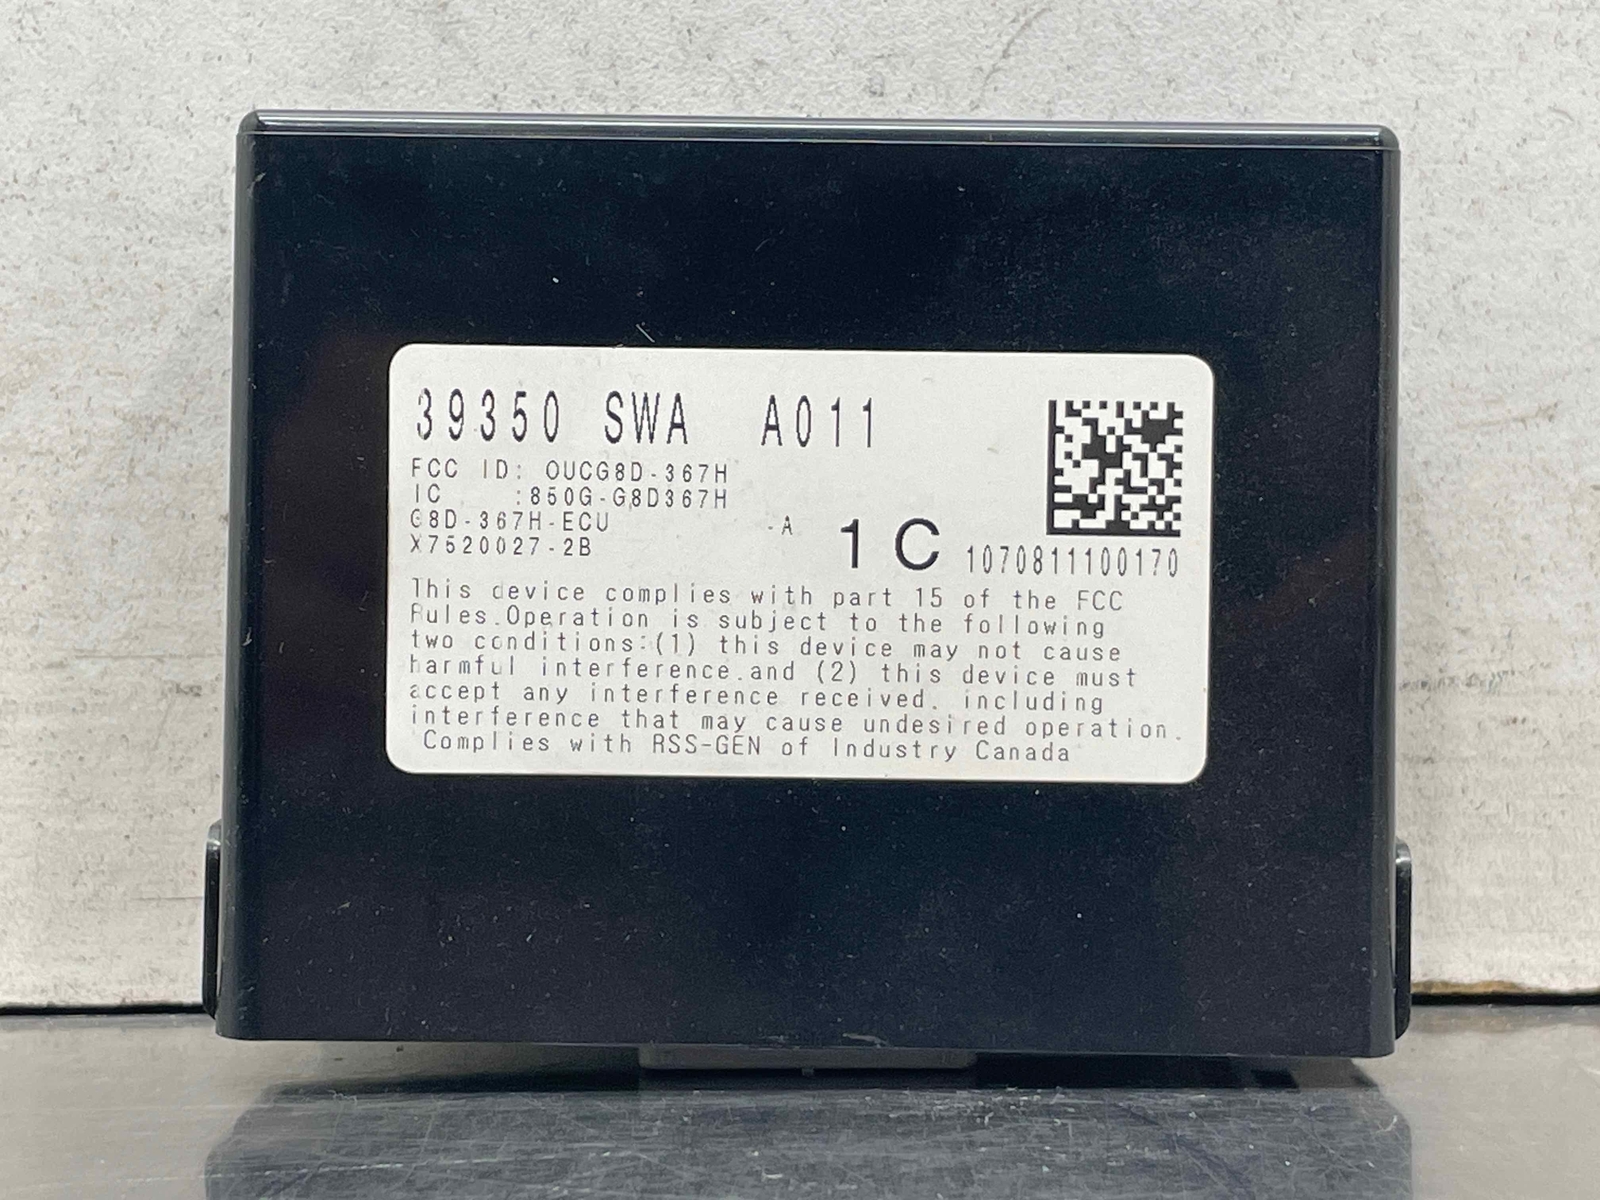 39350 SWA A011
FCC ID: OUCG8D-367H
IC :850G-G8D367H
G8D-367H-ECU -A
X7520027-2B
1C
1070811100170
This device complies with part 15 of the FCC
Rules.Operation is subject to the following
two conditions:(1) this device may not cause
harmful interference.and (2) this device must
accept any interference received. including
interference that may cause undesired operation.
Complies with RSS-GEN of Industry Canada